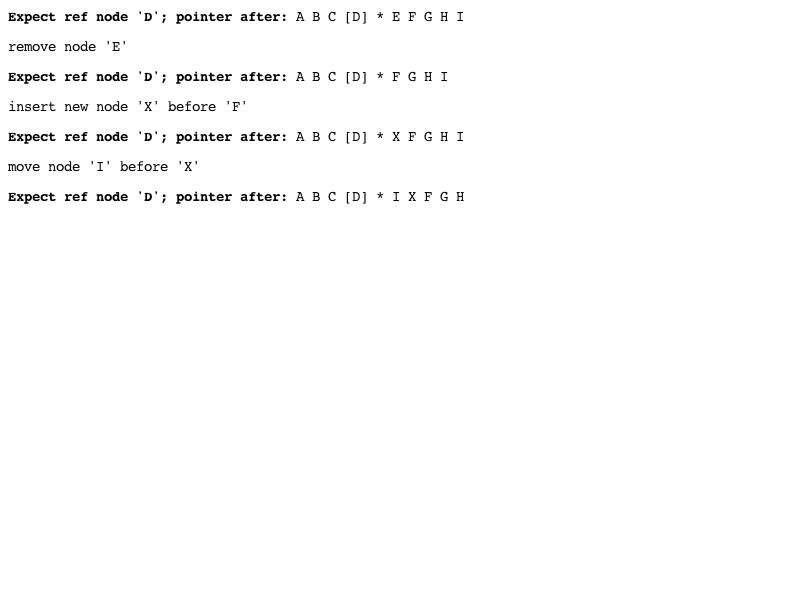 Expect ref node 'D'; pointer after: A B C [D] * E F G H I
remove node 'E'
Expect ref node 'D'; pointer after: A B C [D] * F G H I
insert new node 'X' before 'F'
Expect ref node 'D'; pointer after: A B C [D] * X F G H I
move node 'I' before 'X'
Expect ref node 'D'; pointer after: A B C [D] * I X F G H